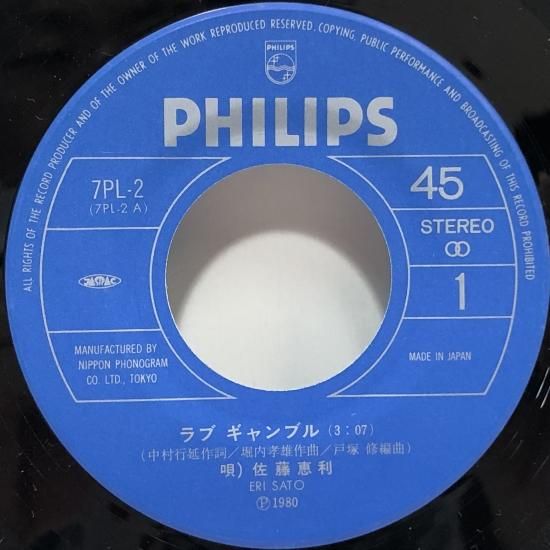 ALL RIGHTS OF THE RECORD PRODUCER AND OF THE OWNER OF THE WORK REPRODUCED RESERVED. COPYING, PUBLIC PERFORMANCE AND BROADCASTING OF THIS RECORD PROHIBITED
PHILIPS
PHILIPS
7PL-2
(7PL-2 A)
45
STEREO
JASRAC
1
MANUFACTURED BY
NIPPON PHONOGRAM
CO. LTD., TOKYO
MADE IN JAPAN
ラブ ギャンブル (3:07)
(中村行延作詞/堀内孝雄作曲/戸塚 修編曲)
唄) 佐藤恵利
ERI SATO
Ⓟ1980